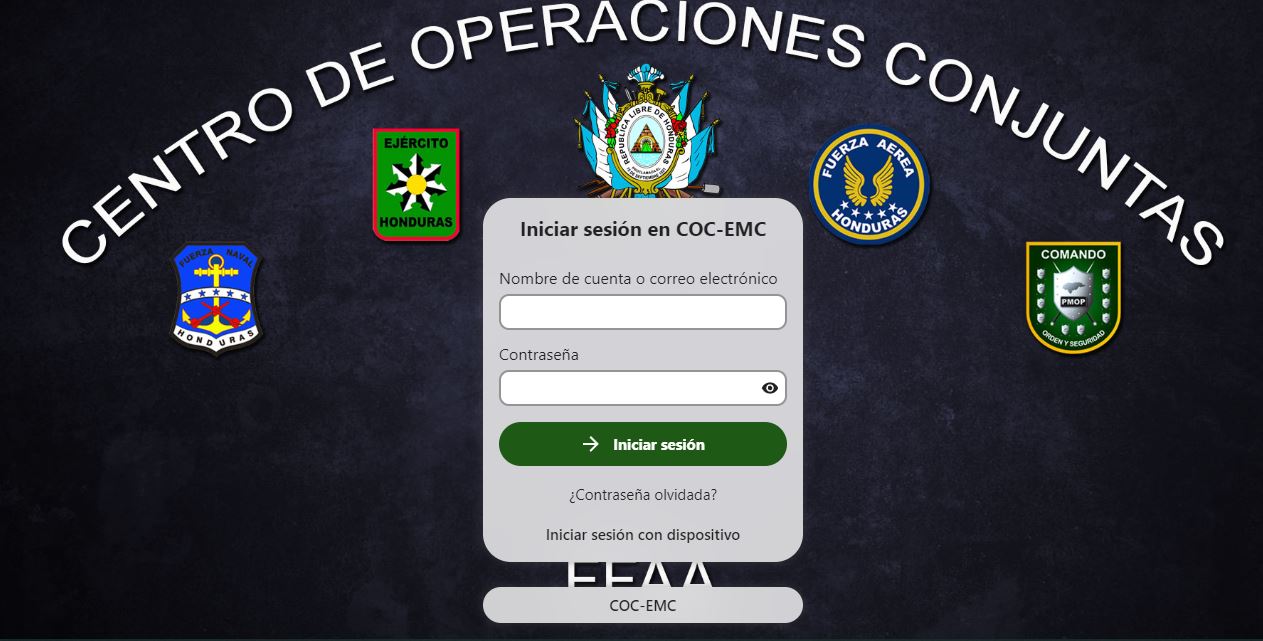 CENTRO DE OPERACIONES CONJUNTAS
REPUBLICA LIBRE DE HONDURAS
EJÉRCITO
HONDURAS
FUERZA AEREA
HONDURAS
FUERZA NAVAL
HONDURAS
COMANDO
PMOP
ORDEN Y SEGURIDAD
Iniciar sesión en COC-EMC
Nombre de cuenta o correo electrónico
Contraseña
Iniciar sesión
¿Contraseña olvidada?
Iniciar sesión con dispositivo
FFAA
COC-EMC